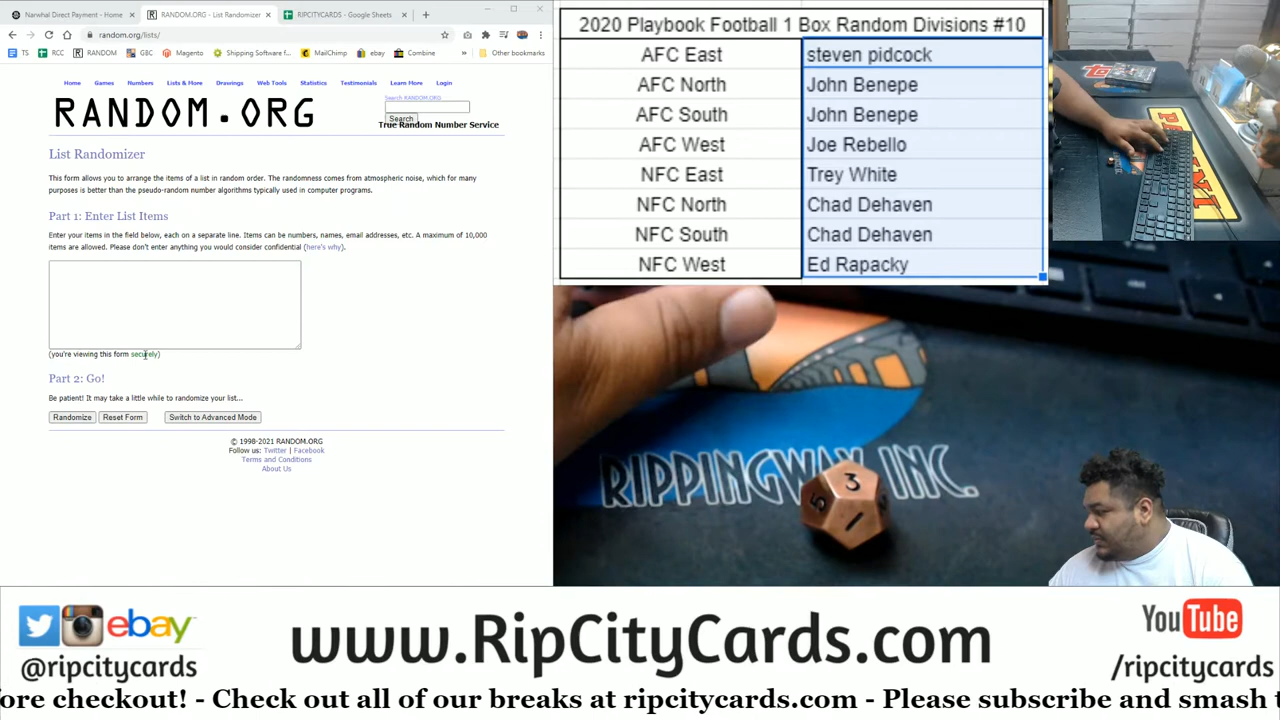 Narwhal Direct Payment - Home
RANDOM.ORG - List Randomizer
RIPCITYCARDS - Google Sheets
random.org/lists/
TS
RCC
RANDOM
GBC
Magento
Shipping Software f...
MailChimp
ebay
Combine
Other bookmarks
Home
Games
Numbers
Lists & More
Drawings
Web Tools
Statistics
Testimonials
Learn More
Login
Search RANDOM.ORG
RANDOM.ORG
Search
True Random Number Service
List Randomizer
This form allows you to arrange the items of a list in random order. The randomness comes from atmospheric noise, which for many
purposes is better than the pseudo-random number algorithms typically used in computer programs.
Part 1: Enter List Items
Enter your items in the field below, each on a separate line. Items can be numbers, names, email addresses, etc. A maximum of 10,000
items are allowed. Please don't enter anything you would consider confidential (here's why).
(you're viewing this form securely)
Part 2: Go!
Be patient! It may take a little while to randomize your list...
Randomize
Reset Form
Switch to Advanced Mode
© 1998-2021 RANDOM.ORG
Follow us: Twitter | Facebook
Terms and Conditions
About Us
2020 Playbook Football 1 Box Random Divisions #10
AFC East steven pidcock
AFC North John Benepe
AFC South John Benepe
AFC West Joe Rebello
NFC East Trey White
NFC North Chad Dehaven
NFC South Chad Dehaven
NFC West Ed Rapacky
RIPPINGWAX INC.
5
3
1
ebay
@ripcitycards
www.RipCityCards.com
YouTube
/ripcitycards
fore checkout! - Check out all of our breaks at ripcitycards.com - Please subscribe and smash t